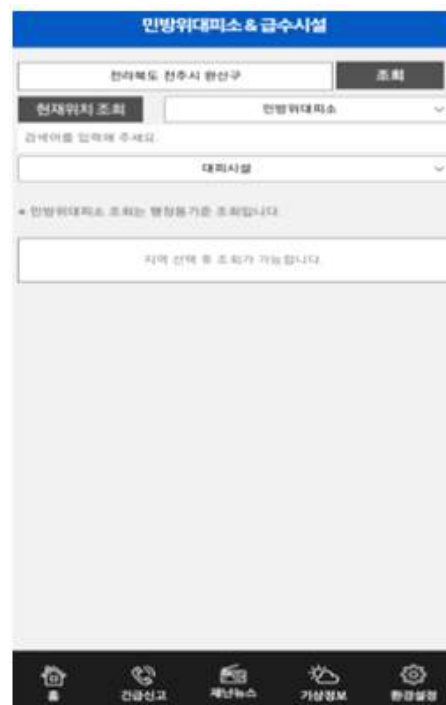 민방위대피소 & 급수시설
전라북도 전주시 완산구 조회
현재위치 조회 민방위대피소
검색어를 입력해 주세요.
대피시설
* 민방위대피소 조회는 행정동기준 조회입니다.
지역 선택 후 조회가 가능합니다.
홈 긴급신고 재난뉴스 기상정보 환경설정